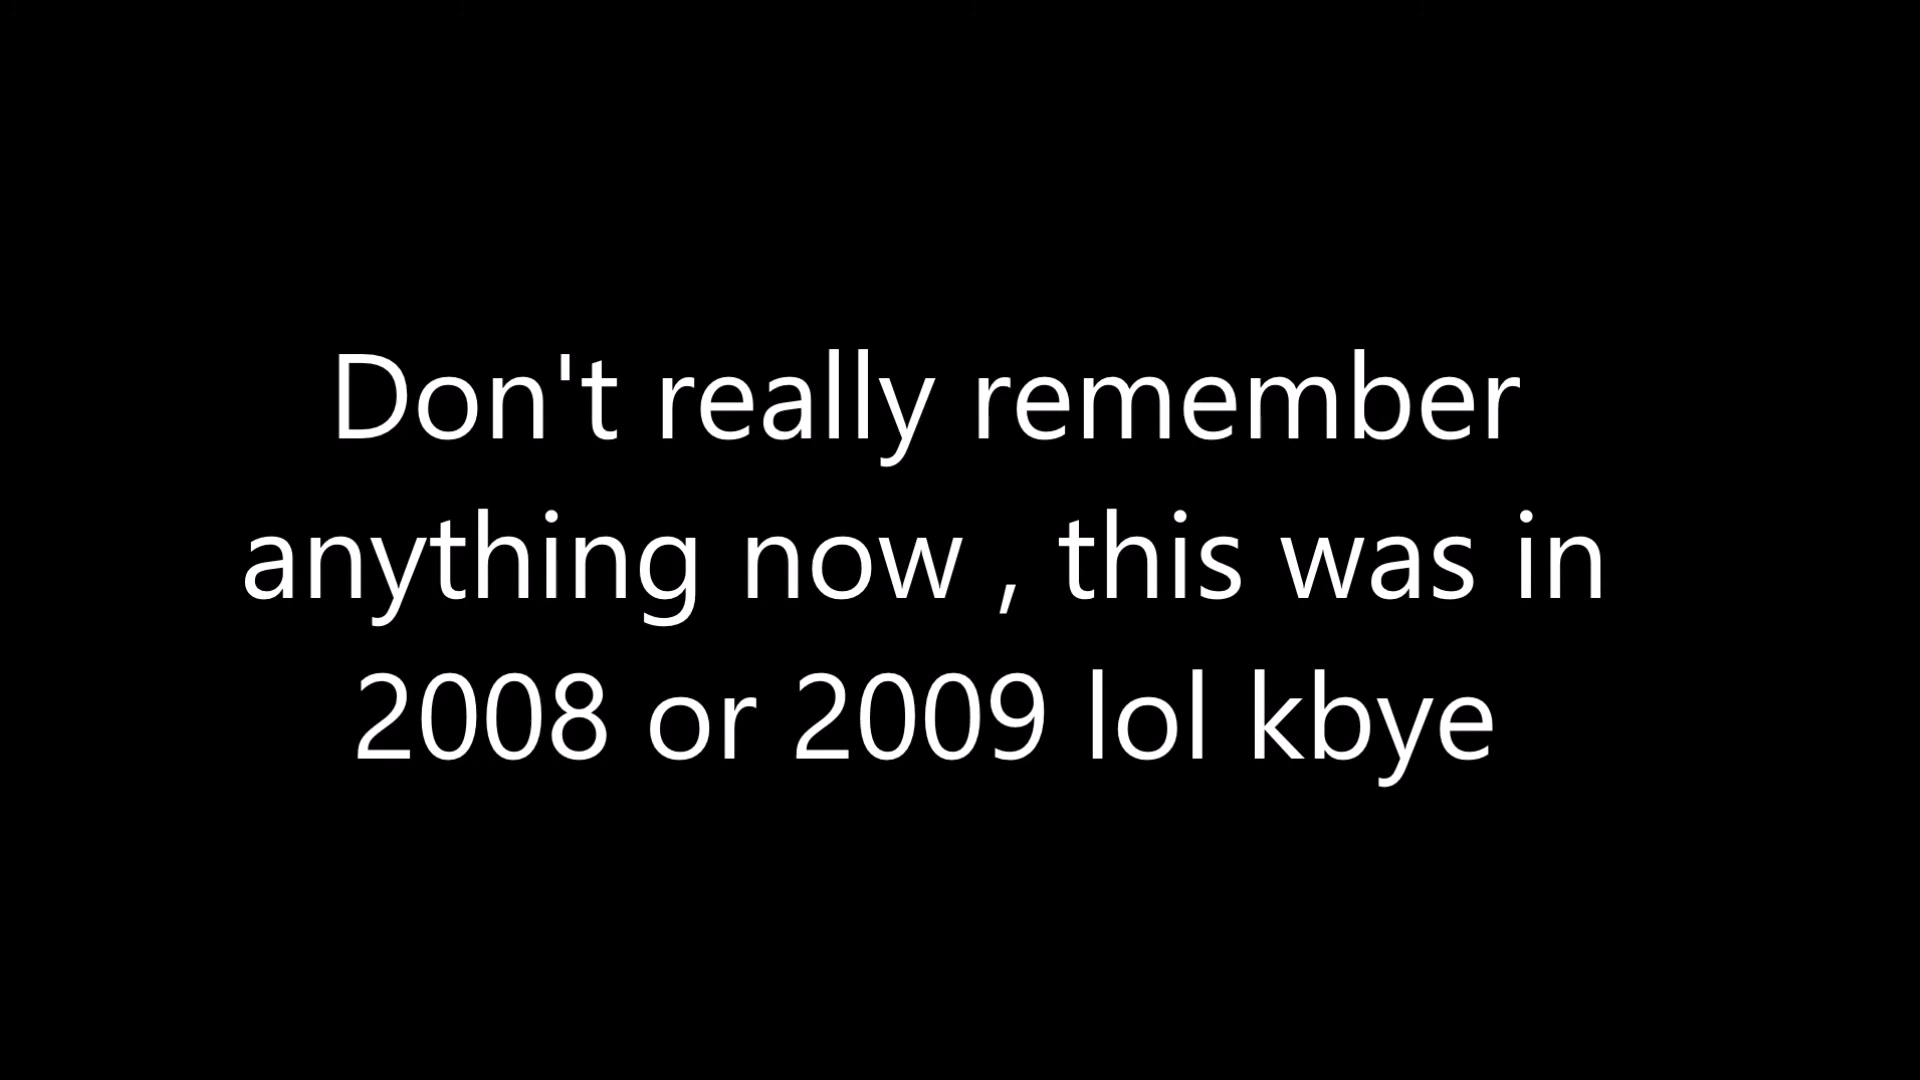 Don't really remember
anything now , this was in
2008 or 2009 lol kbye